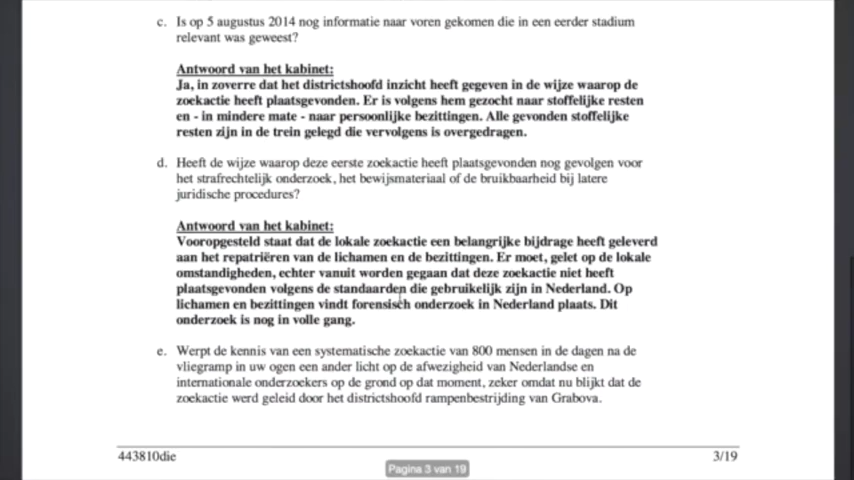 c. Is op 5 augustus 2014 nog informatie naar voren gekomen die in een eerder stadium
relevant was geweest?
Antwoord van het kabinet:
Ja, in zoverre dat het districtshoofd inzicht heeft gegeven in de wijze waarop de
zoekactie heeft plaatsgevonden. Er is volgens hem gezocht naar stoffelijke resten
en - in mindere mate - naar persoonlijke bezittingen. Alle gevonden stoffelijke
resten zijn in de trein gelegd die vervolgens is overgedragen.
d. Heeft de wijze waarop deze eerste zoekactie heeft plaatsgevonden nog gevolgen voor
het strafrechtelijk onderzoek, het bewijsmateriaal of de bruikbaarheid bij latere
juridische procedures?
Antwoord van het kabinet:
Vooropgesteld staat dat de lokale zoekactie een belangrijke bijdrage heeft geleverd
aan het repatriëren van de lichamen en de bezittingen. Er moet, gelet op de lokale
omstandigheden, echter vanuit worden gegaan dat deze zoekactie niet heeft
plaatsgevonden volgens de standaarden die gebruikelijk zijn in Nederland. Op
lichamen en bezittingen vindt forensisch onderzoek in Nederland plaats. Dit
onderzoek is nog in volle gang.
e. Werpt de kennis van een systematische zoekactie van 800 mensen in de dagen na de
vliegramp in uw ogen een ander licht op de afwezigheid van Nederlandse en
internationale onderzoekers op de grond op dat moment, zeker omdat nu blijkt dat de
zoekactie werd geleid door het districtshoofd rampenbestrijding van Grabova.
443810die 3/19
Pagina 3 van 19